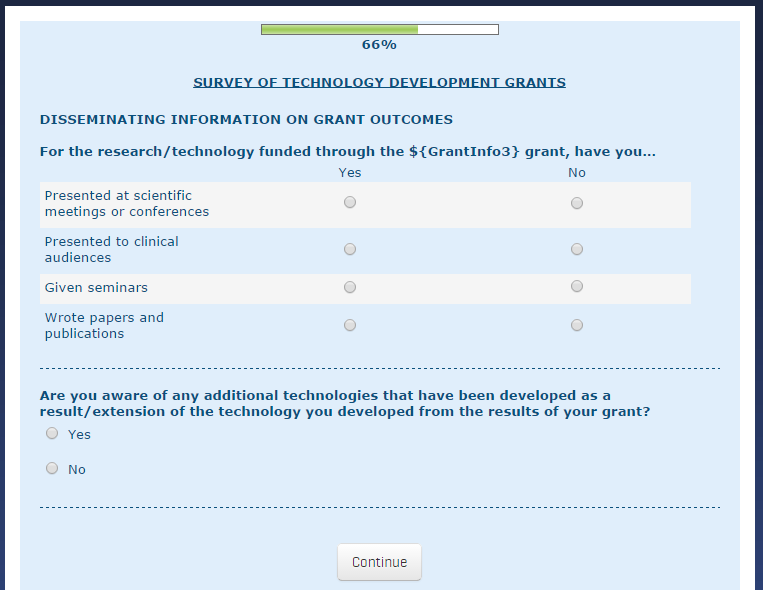 66%
SURVEY OF TECHNOLOGY DEVELOPMENT GRANTS
DISSEMINATING INFORMATION ON GRANT OUTCOMES
For the research/technology funded through the ${GrantInfo3} grant, have you...
Yes No
Presented at scientific
meetings or conferences
Presented to clinical
audiences
Given seminars
Wrote papers and
publications
Are you aware of any additional technologies that have been developed as a
result/extension of the technology you developed from the results of your grant?
Yes
No
Continue